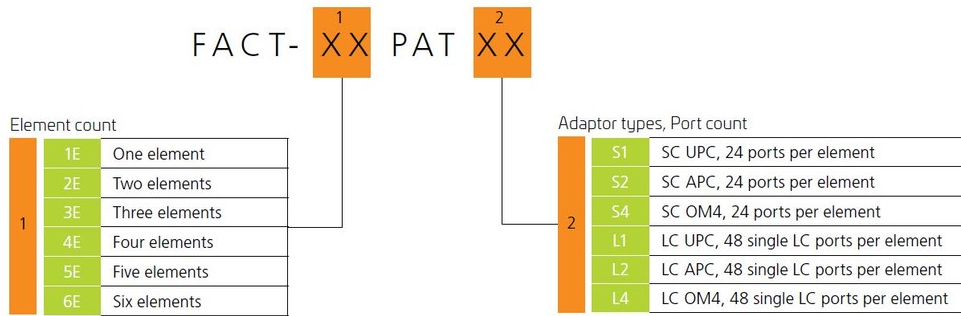 1 2
FACT- XX PAT XX
Element count
1
1E One element
2E Two elements
3E Three elements
4E Four elements
5E Five elements
6E Six elements
Adaptor types, Port count
2
S1 SC UPC, 24 ports per element
S2 SC APC, 24 ports per element
S4 SC OM4, 24 ports per element
L1 LC UPC, 48 single LC ports per element
L2 LC APC, 48 single LC ports per element
L4 LC OM4, 48 single LC ports per element